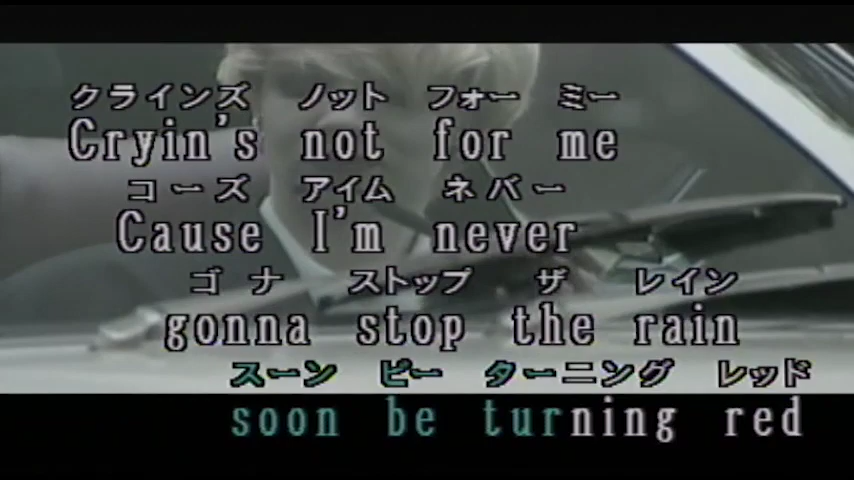 クラインズ ノット フォー ミー
Cryin's not for me
コーズ アイム ネバー
Cause I'm never
ゴナ ストップ ザ レイン
gonna stop the rain
スーン ビー ターニング レッド
soon be turning red